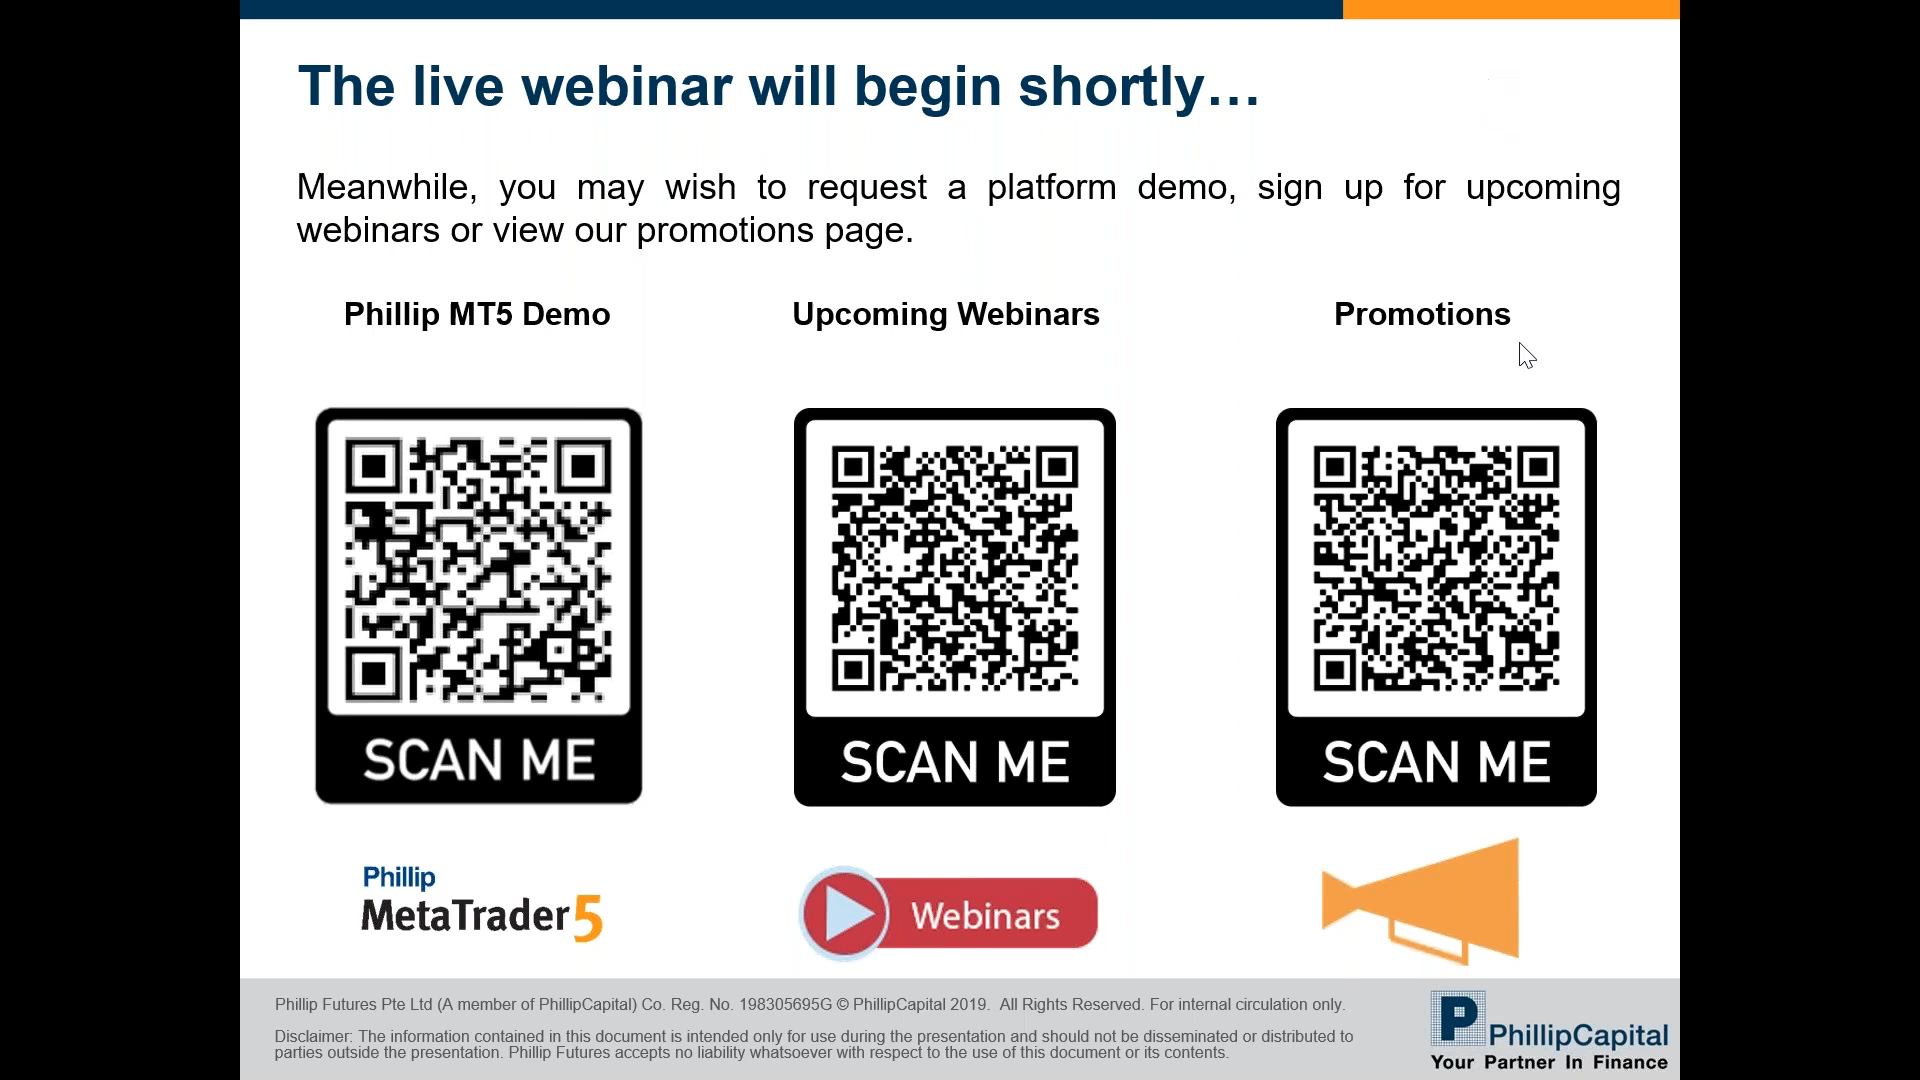 The live webinar will begin shortly…
Meanwhile, you may wish to request a platform demo, sign up for upcoming
webinars or view our promotions page.
Phillip MT5 Demo
Upcoming Webinars
Promotions
SCAN ME
SCAN ME
SCAN ME
Phillip
MetaTrader 5
Webinars
Phillip Futures Pte Ltd (A member of PhillipCapital) Co. Reg. No. 198305695G © PhillipCapital 2019.  All Rights Reserved. For internal circulation only.
Disclaimer: The information contained in this document is intended only for use during the presentation and should not be disseminated or distributed to
parties outside the presentation. Phillip Futures accepts no liability whatsoever with respect to the use of this document or its contents.
P PhillipCapital
Your Partner In Finance